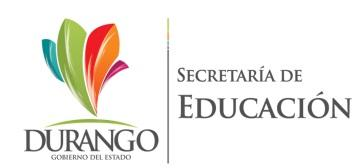 DURANGO
GOBIERNO DEL ESTADO
SECRETARÍA DE
EDUCACIÓN